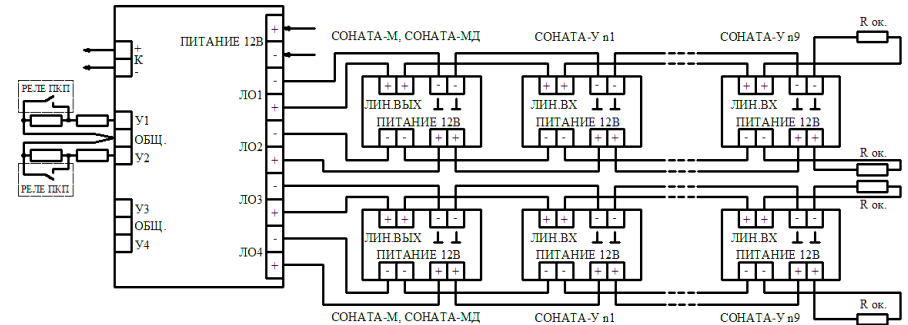 R ок.
СОНАТА-М, СОНАТА-МД СОНАТА-У n1 СОНАТА-У n9
+
ПИТАНИЕ 12В
-
+
К
-
-
ЛО1
+
РЕЛЕ ПКП
У1
ОБЩ.
У2
РЕЛЕ ПКП
-
ЛО2
+
+ + - - + + - - + + - -
ЛИН.ВЫХ ЛИН.ВХ ЛИН.ВХ
ПИТАНИЕ 12В ПИТАНИЕ 12В ПИТАНИЕ 12В
- - + + - - + + - - + +
R ок.
-
ЛО3
+
У3
ОБЩ.
У4
-
ЛО4
+
R ок.
+ + - - + + - - + + - -
ЛИН.ВЫХ ЛИН.ВХ ЛИН.ВХ
ПИТАНИЕ 12В ПИТАНИЕ 12В ПИТАНИЕ 12В
- - + + - - + + - - + +
R ок.
СОНАТА-М, СОНАТА-МД СОНАТА-У n1 СОНАТА-У n9